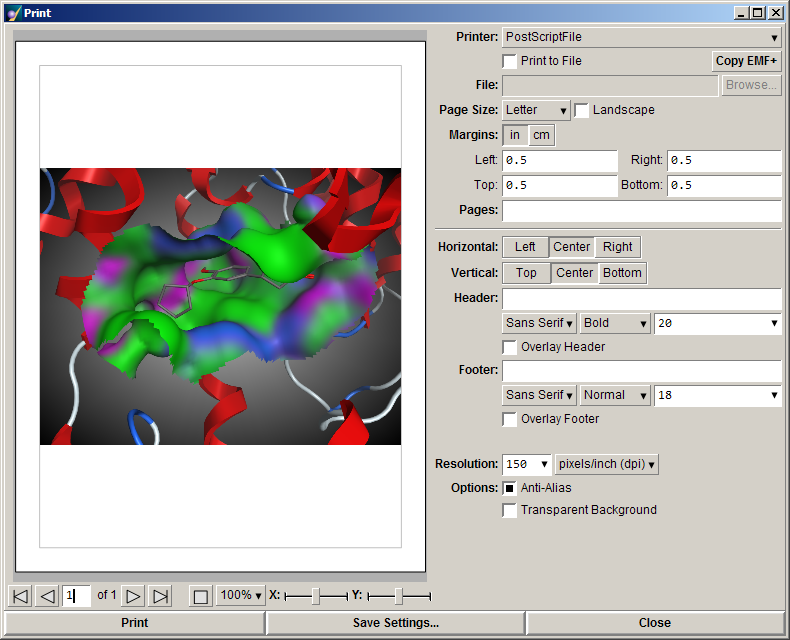 Print
Printer: PostScriptFile
Print to File Copy EMF+
File: Browse...
Page Size: Letter Landscape
Margins: in cm
Left: 0.5 Right: 0.5
Top: 0.5 Bottom: 0.5
Pages:
Horizontal: Left Center Right
Vertical: Top Center Bottom
Header:
Sans Serif Bold 20
Overlay Header
Footer:
Sans Serif Normal 18
Overlay Footer
Resolution: 150 pixels/inch (dpi)
Options: Anti-Alias
Transparent Background
1 of 1 100% X: Y:
Print Save Settings... Close